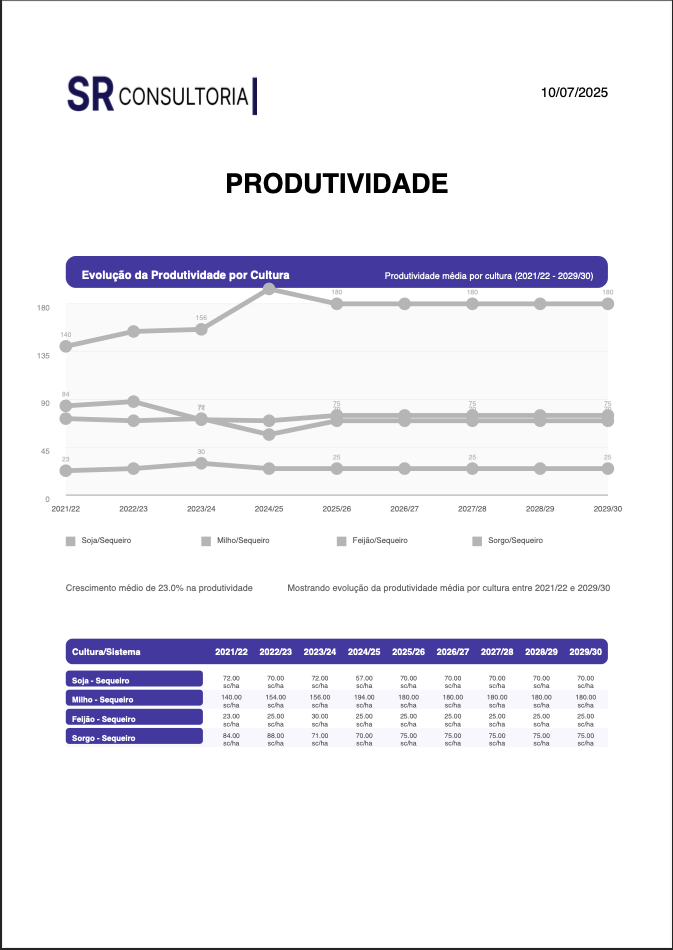 SR CONSULTORIA
10/07/2025
PRODUTIVIDADE
Evolução da Produtividade por Cultura
Produtividade média por cultura (2021/22 - 2029/30)
180
135
90
45
0
140 156 180 180 180
84 72 75 75 75
23 30 25 25 25
2021/22 2022/23 2023/24 2024/25 2025/26 2026/27 2027/28 2028/29 2029/30
Soja/Sequeiro Milho/Sequeiro Feijão/Sequeiro Sorgo/Sequeiro
Crescimento médio de 23.0% na produtividade
Mostrando evolução da produtividade média por cultura entre 2021/22 e 2029/30
Cultura/Sistema 2021/22 2022/23 2023/24 2024/25 2025/26 2026/27 2027/28 2028/29 2029/30
Soja - Sequeiro 72.00 70.00 72.00 57.00 70.00 70.00 70.00 70.00 70.00
sc/ha sc/ha sc/ha sc/ha sc/ha sc/ha sc/ha sc/ha sc/ha
Milho - Sequeiro 140.00 154.00 156.00 194.00 180.00 180.00 180.00 180.00 180.00
sc/ha sc/ha sc/ha sc/ha sc/ha sc/ha sc/ha sc/ha sc/ha
Feijão - Sequeiro 23.00 25.00 30.00 25.00 25.00 25.00 25.00 25.00 25.00
sc/ha sc/ha sc/ha sc/ha sc/ha sc/ha sc/ha sc/ha sc/ha
Sorgo - Sequeiro 84.00 88.00 71.00 70.00 75.00 75.00 75.00 75.00 75.00
sc/ha sc/ha sc/ha sc/ha sc/ha sc/ha sc/ha sc/ha sc/ha